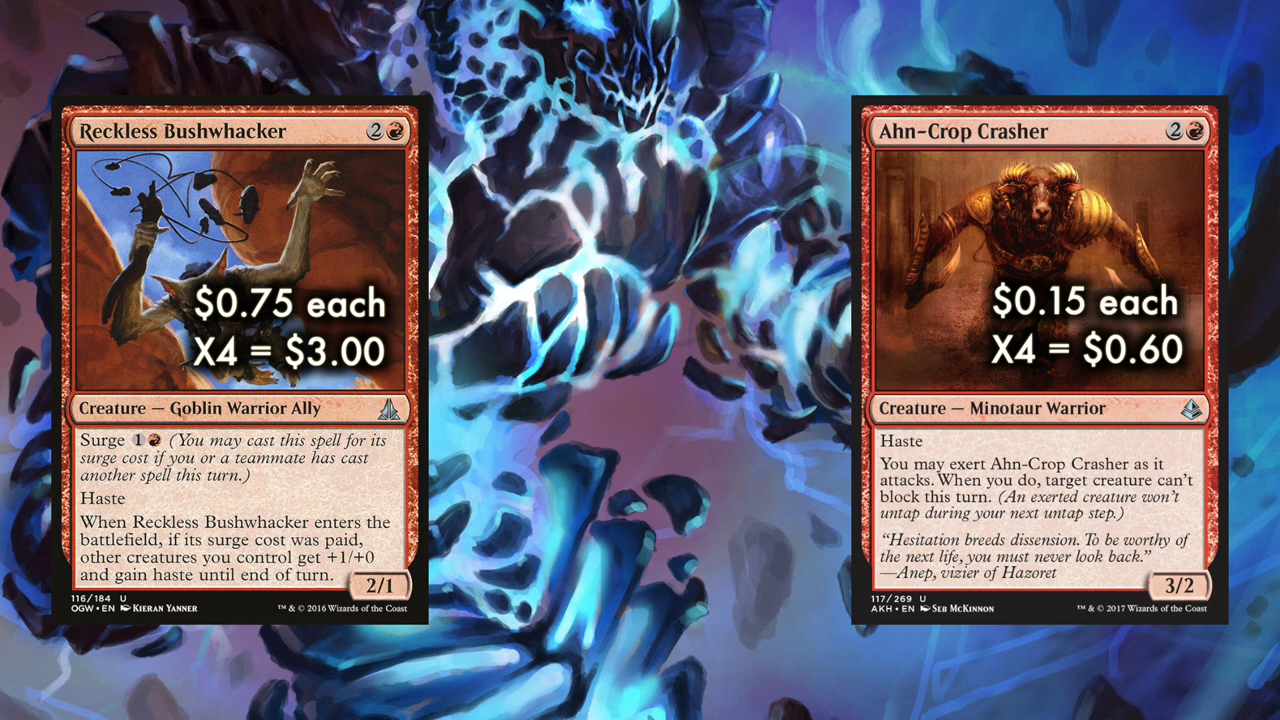 Reckless Bushwhacker 2
$0.75 each
X4 = $3.00
Creature — Goblin Warrior Ally
Surge 1 (You may cast this spell for its
surge cost if you or a teammate has cast
another spell this turn.)
Haste
When Reckless Bushwhacker enters the
battlefield, if its surge cost was paid,
other creatures you control get +1/+0
and gain haste until end of turn.
2/1
116/184 U
OGW • EN Kieran Yanner ™ & © 2016 Wizards of the Coast
Ahn-Crop Crasher 2
$0.15 each
X4 = $0.60
Creature — Minotaur Warrior
Haste
You may exert Ahn-Crop Crasher as it
attacks. When you do, target creature can't
block this turn. (An exerted creature won't
untap during your next untap step.)
"Hesitation breeds dissension. To be worthy of
the next life, you must never look back."
—Anep, vizier of Hazoret
3/2
117/269 U
AKH • EN Seb McKinnon ™ & © 2017 Wizards of the Coast